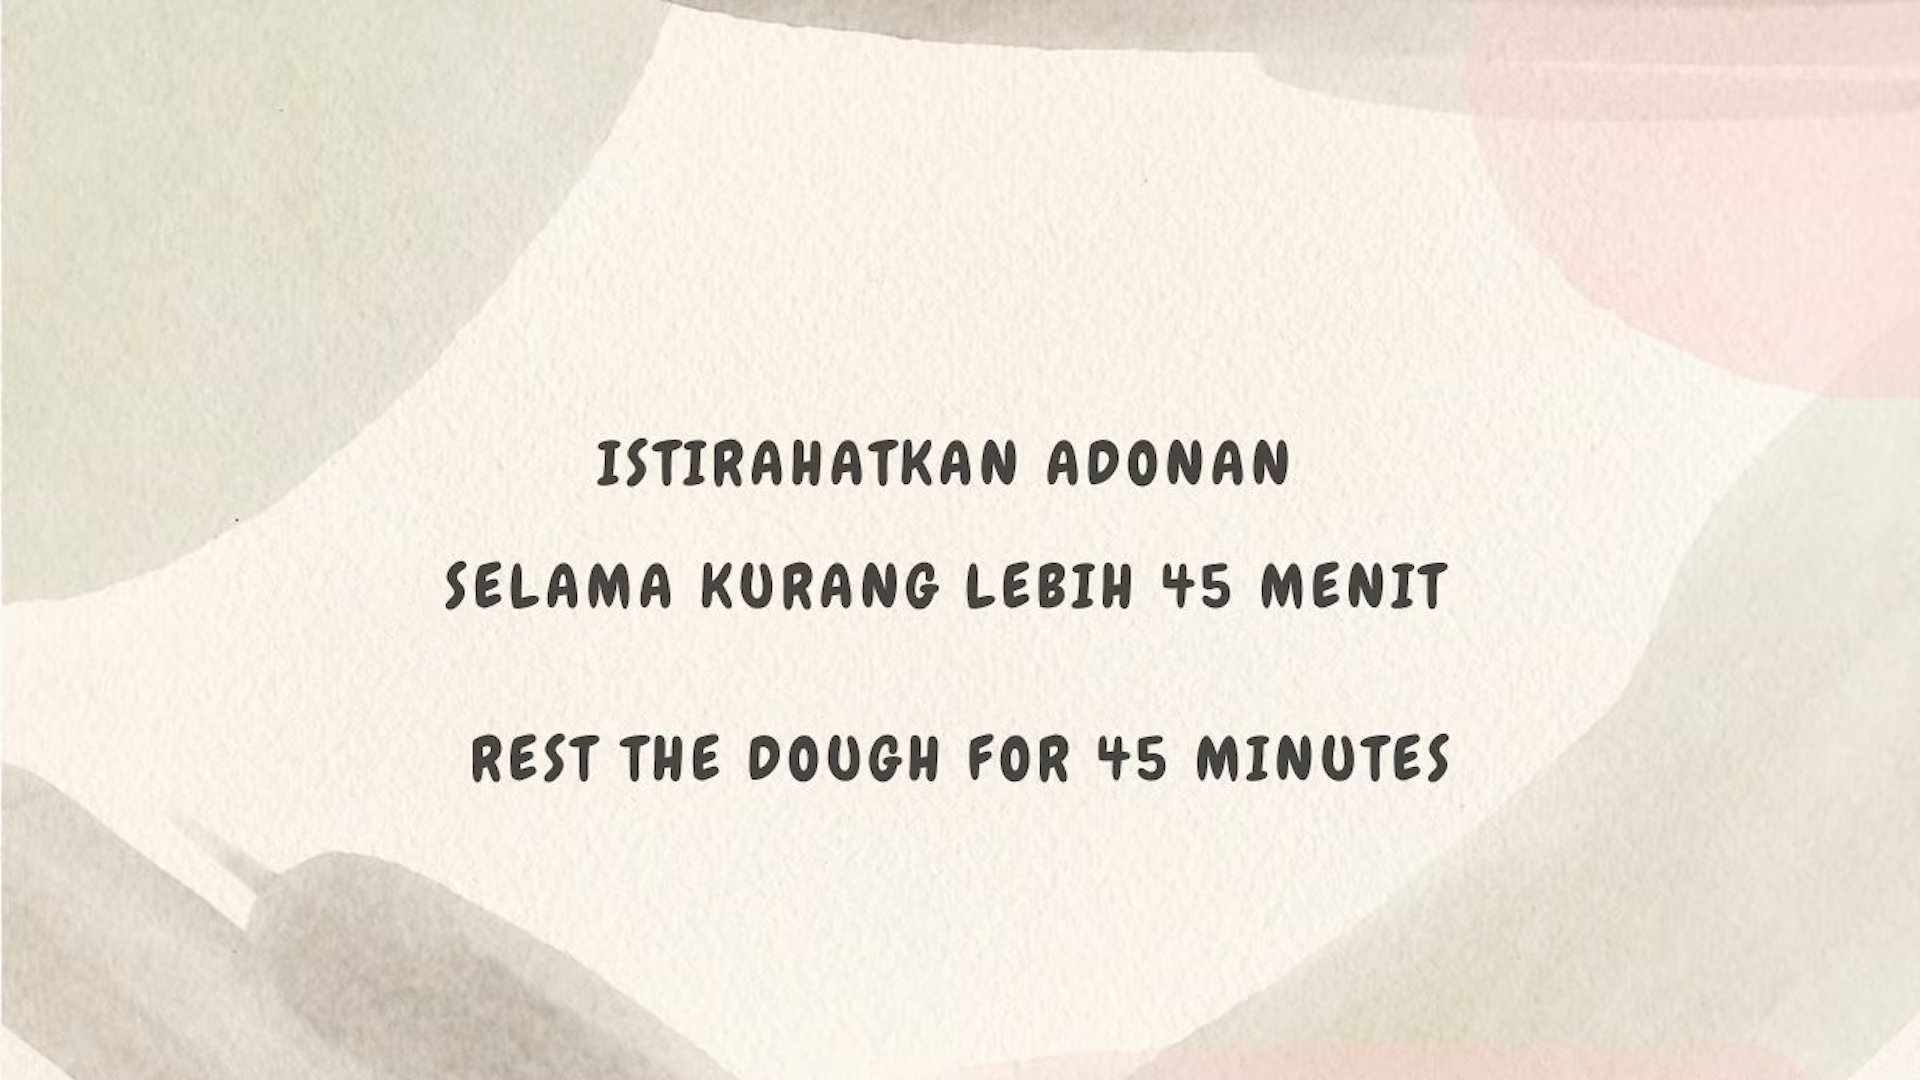 ISTIRAHATKAN ADONAN
SELAMA KURANG LEBIH 45 MENIT
REST THE DOUGH FOR 45 MINUTES